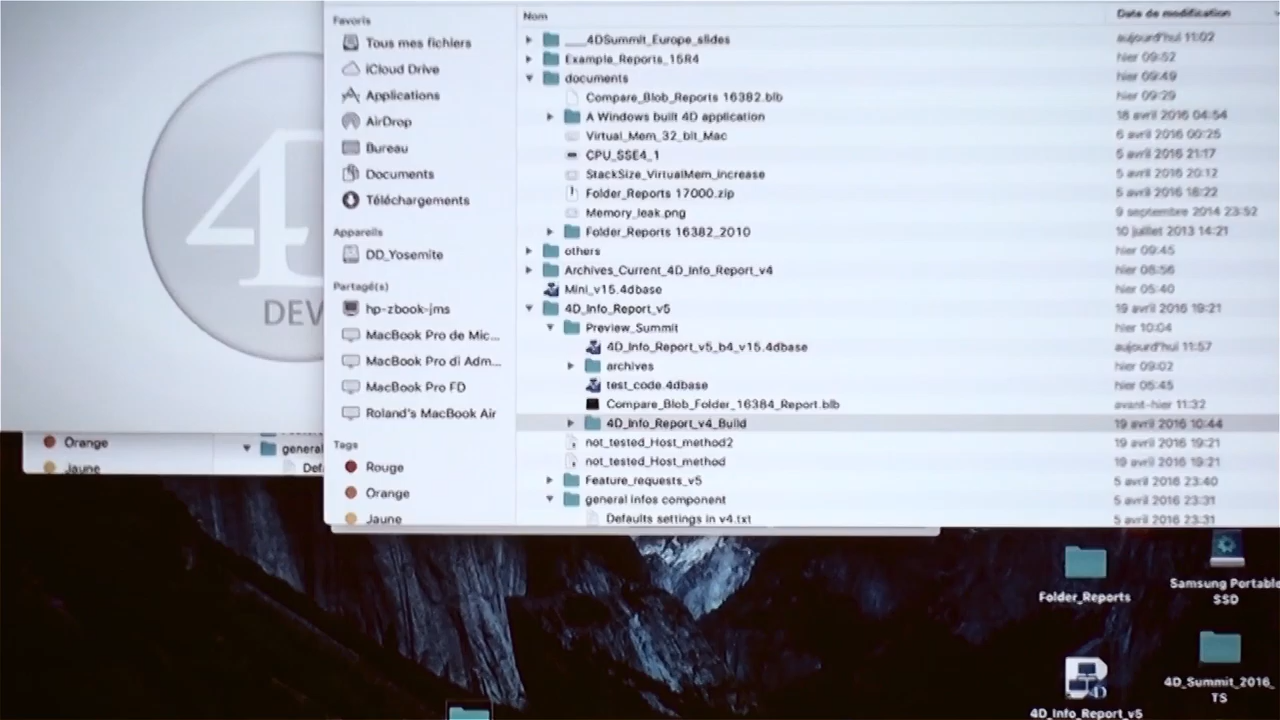 4
DEV
Orange
Jaune
general
Def
Favoris
Tous mes fichiers
iCloud Drive
Applications
AirDrop
Bureau
Documents
Téléchargements
Appareils
DD_Yosemite
Partagé(s)
hp-zbook-jms
MacBook Pro de Mic...
MacBook Pro di Adm...
MacBook Pro FD
Roland's MacBook Air
Tags
Rouge
Orange
Jaune
Nom Date de modification
___4DSummit_Europe_slides aujourd'hui 11:02
Example_Reports_15R4 hier 09:52
documents hier 09:49
Compare_Blob_Reports 16382.blb hier 09:29
A Windows built 4D application 18 avril 2016 04:54
Virtual_Mem_32_bit_Mac 6 avril 2016 00:25
CPU_SSE4_1 5 avril 2016 21:17
StackSize_VirtualMem_increase 5 avril 2016 20:12
Folder_Reports 17000.zip 5 avril 2016 18:22
Memory_leak.png 9 septembre 2014 23:52
Folder_Reports 16382_2010 10 juillet 2013 14:21
others hier 09:45
Archives_Current_4D_Info_Report_v4 hier 08:56
Mini_v15.4dbase hier 05:40
4D_Info_Report_v5 19 avril 2016 19:21
Preview_Summit hier 10:04
4D_Info_Report_v5_b4_v15.4dbase aujourd'hui 11:57
archives hier 09:02
test_code.4dbase hier 05:45
Compare_Blob_Folder_16384_Report.blb avant-hier 11:32
4D_Info_Report_v4_Build 19 avril 2016 10:44
not_tested_Host_method2 19 avril 2016 19:21
not_tested_Host_method 19 avril 2016 19:21
Feature_requests_v5 5 avril 2016 23:40
general infos component 5 avril 2016 23:31
Defaults settings in v4.txt 5 avril 2016 23:31
Folder_Reports
Samsung Portable
SSD
4D_Info_Report_v5
4D_Summit_2016_
TS